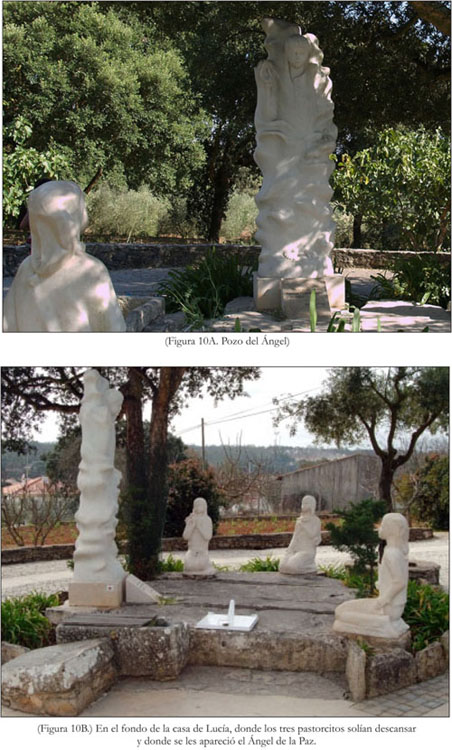 (Figura 10A. Pozo del Ángel)
(Figura 10B.) En el fondo de la casa de Lucía, donde los tres pastorcitos solían descansar
y donde se les apareció el Ángel de la Paz.